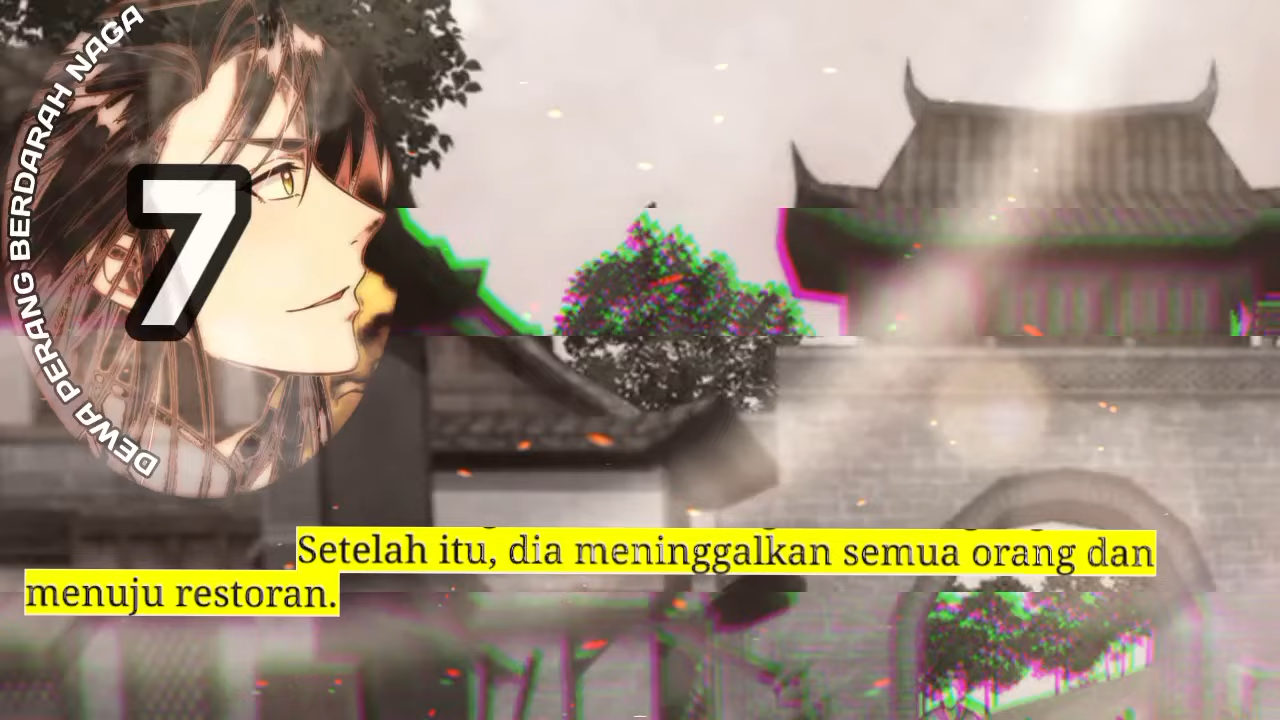 DEWA PERANG BERDARAH NAGA
7
Setelah itu, dia meninggalkan semua orang dan
menuju restoran.